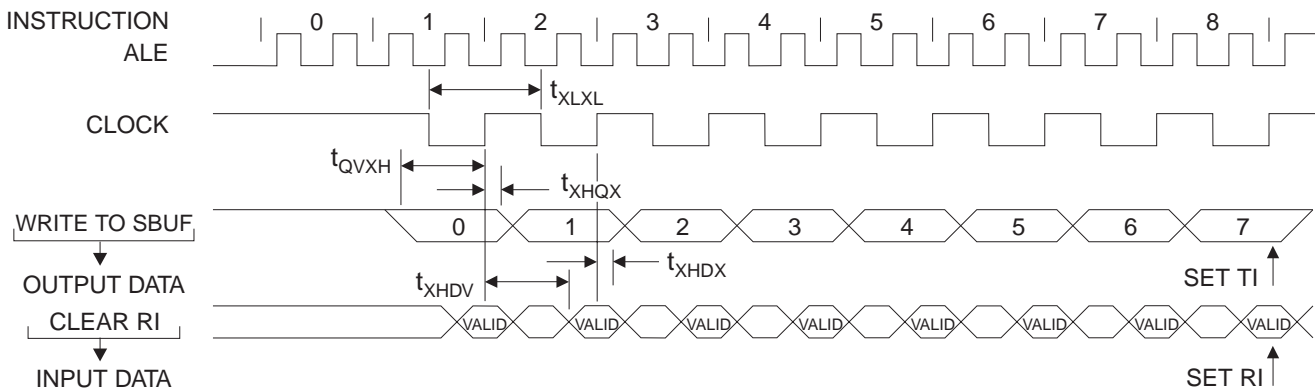 INSTRUCTION 0 1 2 3 4 5 6 7 8
ALE
tXLXL
CLOCK
tQVXH
tXHQX
WRITE TO SBUF 0 1 2 3 4 5 6 7
tXHDX
tXHDV
SET TI
OUTPUT DATA
CLEAR RI VALID VALID VALID VALID VALID VALID VALID VALID
INPUT DATA
SET RI